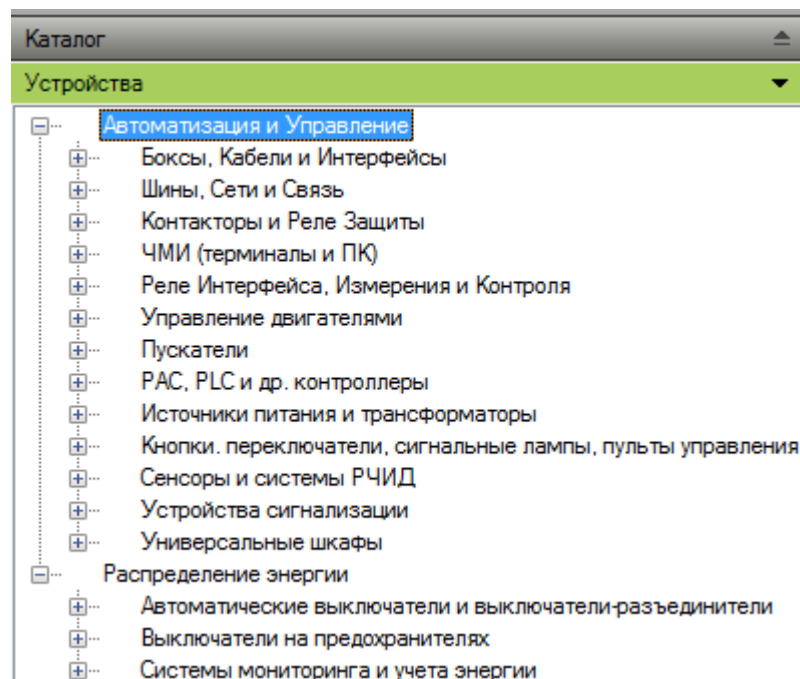 Каталог
Устройства
Автоматизация и Управление
Боксы, Кабели и Интерфейсы
Шины, Сети и Связь
Контакторы и Реле Защиты
ЧМИ (терминалы и ПК)
Реле Интерфейса, Измерения и Контроля
Управление двигателями
Пускатели
PAC, PLC и др. контроллеры
Источники питания и трансформаторы
Кнопки. переключатели, сигнальные лампы, пульты управления
Сенсоры и системы РЧИД
Устройства сигнализации
Универсальные шкафы
Распределение энергии
Автоматические выключатели и выключатели-разъединители
Выключатели на предохранителях
Системы мониторинга и учета энергии